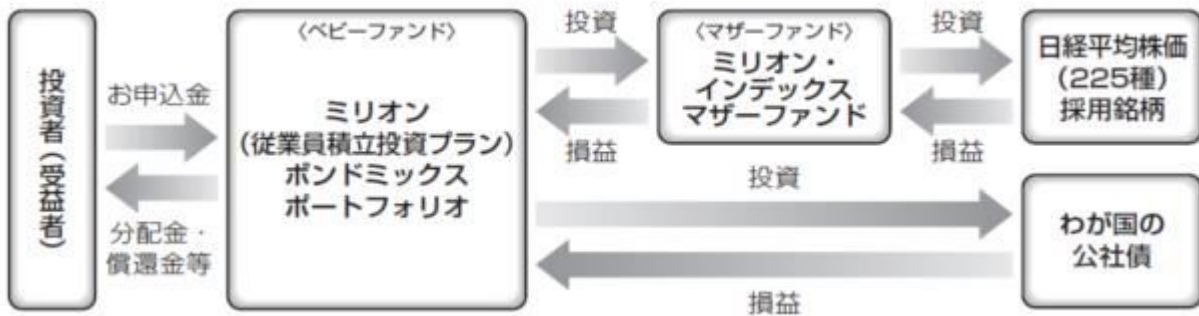 投資者(受益者)
お申込金
分配金・
償還金等
〈ベビーファンド〉
ミリオン
(従業員積立投資プラン)
ボンドミックス
ポートフォリオ
投資
損益
〈マザーファンド〉
ミリオン・
インデックス
マザーファンド
投資
損益
日経平均株価
(225種)
採用銘柄
投資
損益
わが国の
公社債